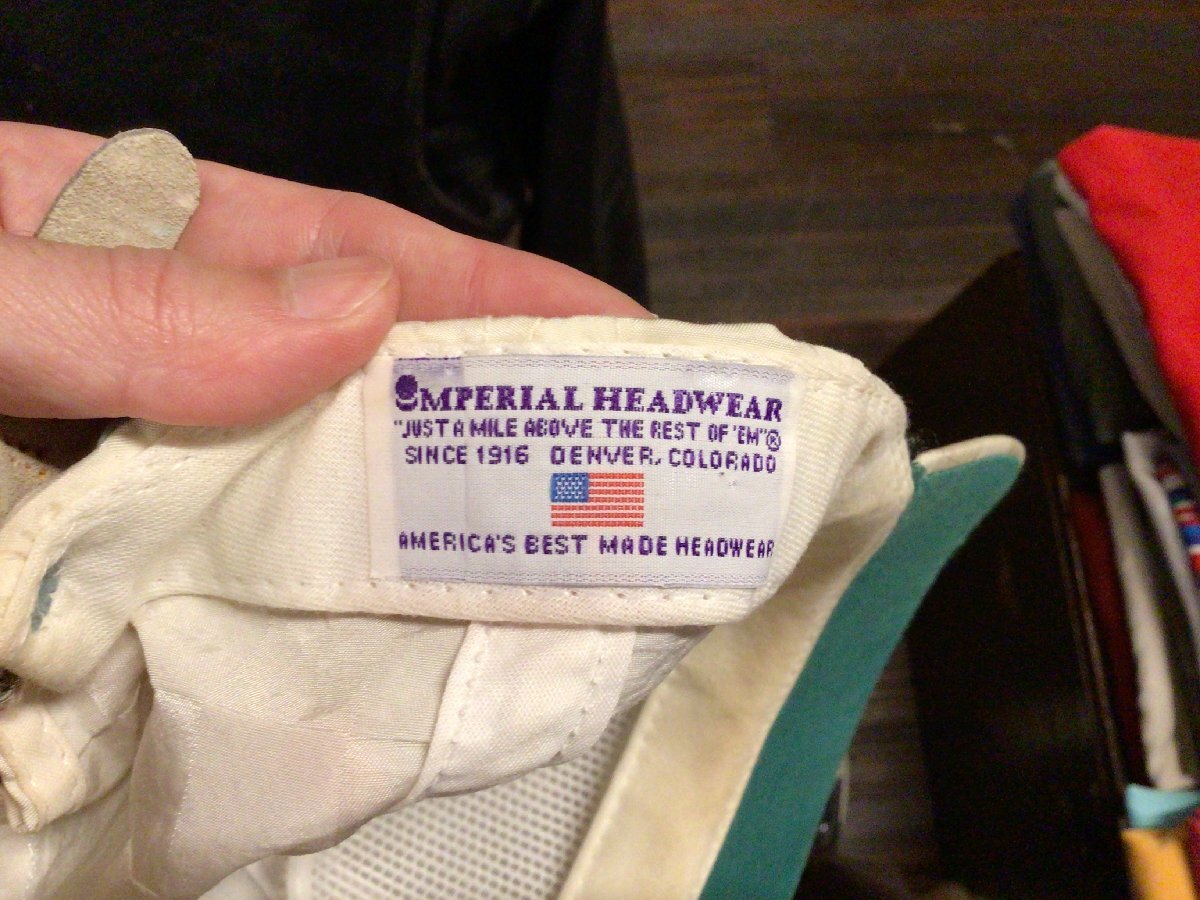 IMPERIAL HEADWEAR
"JUST A MILE ABOVE THE REST OF 'EM"®
SINCE 1916 DENVER, COLORADO
AMERICA'S BEST MADE HEADWEAR